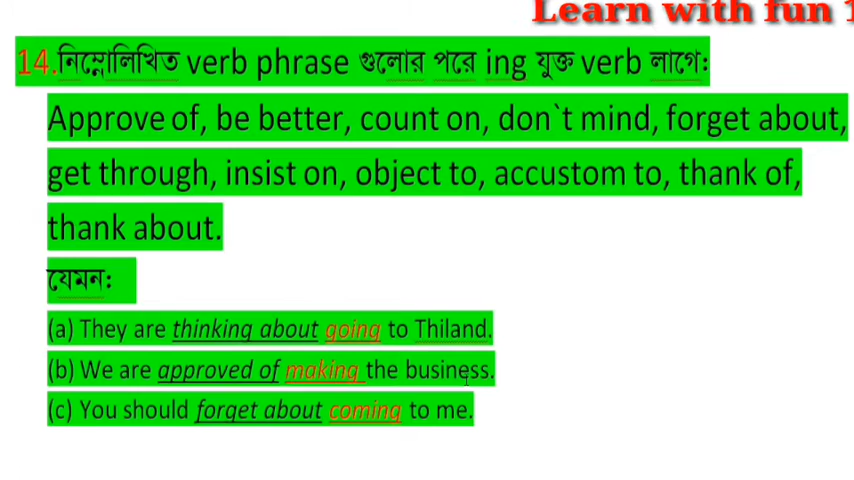 Learn with fun 1
14.নিম্নোলিখিত verb phrase গুলোর পরে ing যুক্ত verb লাগেঃ
Approve of, be better, count on, don`t mind, forget about,
get through, insist on, object to, accustom to, thank of,
thank about.
যেমনঃ
(a) They are thinking about going to Thiland.
(b) We are approved of making the business.
(c) You should forget about coming to me.